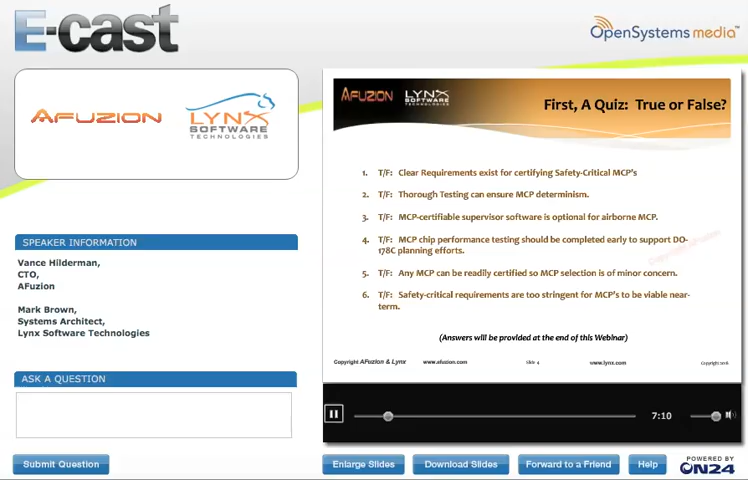 E-cast
OpenSystems media™
AFUZION
LYNX
SOFTWARE
TECHNOLOGIES
AFUZION
LYNX
SOFTWARE
TECHNOLOGIES
First, A Quiz: True or False?
1. T/F: Clear Requirements exist for certifying Safety-Critical MCP's
2. T/F: Thorough Testing can ensure MCP determinism.
3. T/F: MCP-certifiable supervisor software is optional for airborne MCP.
4. T/F: MCP chip performance testing should be completed early to support DO-
178C planning efforts.
5. T/F: Any MCP can be readily certified so MCP selection is of minor concern.
6. T/F: Safety-critical requirements are too stringent for MCP's to be viable near-
term.
(Answers will be provided at the end of this Webinar)
Copyright AFuzion & Lynx www.afuzion.com Slide 4 www.lynx.com
SPEAKER INFORMATION
Vance Hilderman,
CTO,
AFuzion
Mark Brown,
Systems Architect,
Lynx Software Technologies
ASK A QUESTION
7:10
Submit Question
Enlarge Slides
Download Slides
Forward to a Friend
Help
POWERED BY
ON24